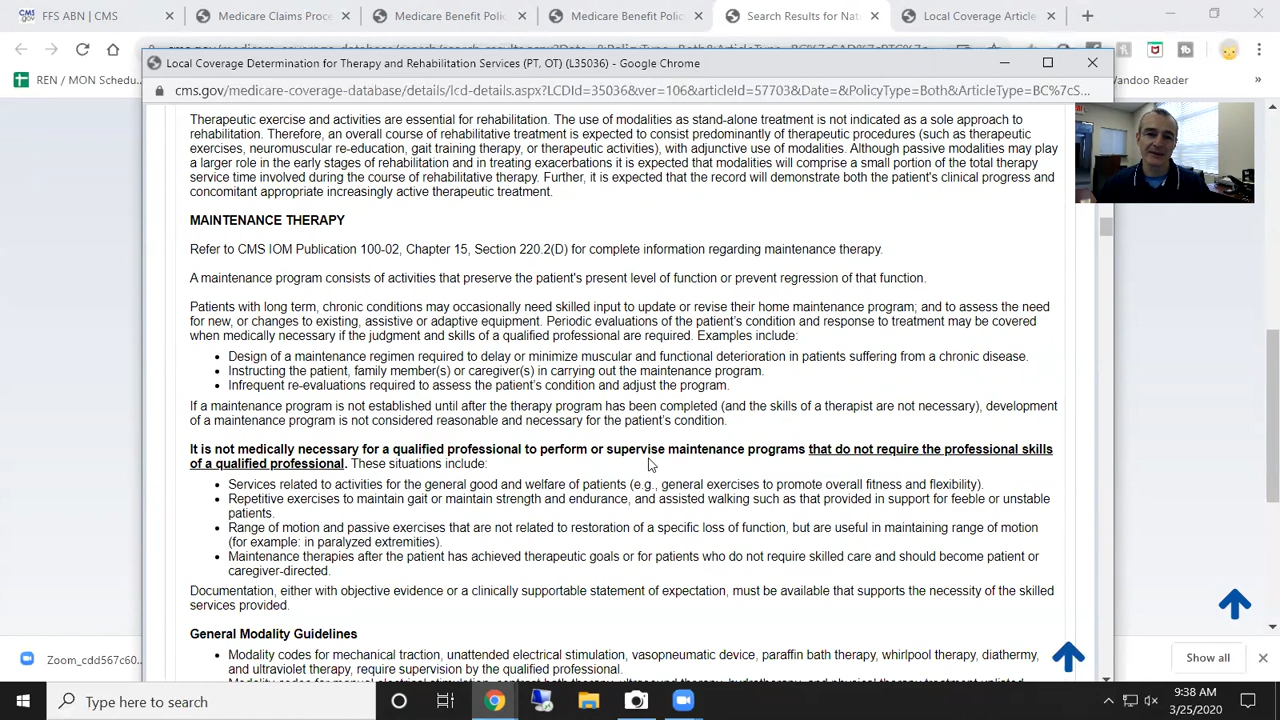 FFS ABN | CMS
Medicare Claims Proce
Medicare Benefit Polic
Medicare Benefit Polic
Search Results for Nat
Local Coverage Article
REN / MON Schedu
Local Coverage Determination for Therapy and Rehabilitation Services (PT, OT) (L35036) - Google Chrome
andoo Reader
cms.gov/medicare-coverage-database/details/lcd-details.aspx?LCDId=35036&ver=106&articleId=57703&Date=&PolicyType=Both&ArticleType=BC%7cS...
Therapeutic exercise and activities are essential for rehabilitation. The use of modalities as stand-alone treatment is not indicated as a sole approach to
rehabilitation. Therefore, an overall course of rehabilitative treatment is expected to consist predominantly of therapeutic procedures (such as therapeutic
exercises, neuromuscular re-education, gait training therapy, or therapeutic activities), with adjunctive use of modalities. Although passive modalities may play
a larger role in the early stages of rehabilitation and in treating exacerbations it is expected that modalities will comprise a small portion of the total therapy
service time involved during the course of rehabilitative therapy. Further, it is expected that the record will demonstrate both the patient's clinical progress and
concomitant appropriate increasingly active therapeutic treatment.
MAINTENANCE THERAPY
Refer to CMS IOM Publication 100-02, Chapter 15, Section 220.2(D) for complete information regarding maintenance therapy.
A maintenance program consists of activities that preserve the patient's present level of function or prevent regression of that function.
Patients with long term, chronic conditions may occasionally need skilled input to update or revise their home maintenance program; and to assess the need
for new, or changes to existing, assistive or adaptive equipment. Periodic evaluations of the patient's condition and response to treatment may be covered
when medically necessary if the judgment and skills of a qualified professional are required. Examples include:
• Design of a maintenance regimen required to delay or minimize muscular and functional deterioration in patients suffering from a chronic disease.
• Instructing the patient, family member(s) or caregiver(s) in carrying out the maintenance program.
• Infrequent re-evaluations required to assess the patient's condition and adjust the program.
If a maintenance program is not established until after the therapy program has been completed (and the skills of a therapist are not necessary), development
of a maintenance program is not considered reasonable and necessary for the patient's condition.
It is not medically necessary for a qualified professional to perform or supervise maintenance programs that do not require the professional skills
of a qualified professional. These situations include:
• Services related to activities for the general good and welfare of patients (e.g., general exercises to promote overall fitness and flexibility).
• Repetitive exercises to maintain gait or maintain strength and endurance, and assisted walking such as that provided in support for feeble or unstable
patients.
• Range of motion and passive exercises that are not related to restoration of a specific loss of function, but are useful in maintaining range of motion
(for example: in paralyzed extremities).
• Maintenance therapies after the patient has achieved therapeutic goals or for patients who do not require skilled care and should become patient or
caregiver-directed.
Documentation, either with objective evidence or a clinically supportable statement of expectation, must be available that supports the necessity of the skilled
services provided.
General Modality Guidelines
• Modality codes for mechanical traction, unattended electrical stimulation, vasopneumatic device, paraffin bath therapy, whirlpool therapy, diathermy,
and ultraviolet therapy, require supervision by the qualified professional.
Zoom_cdd567c60...
Show all
Type here to search
9:38 AM
3/25/2020